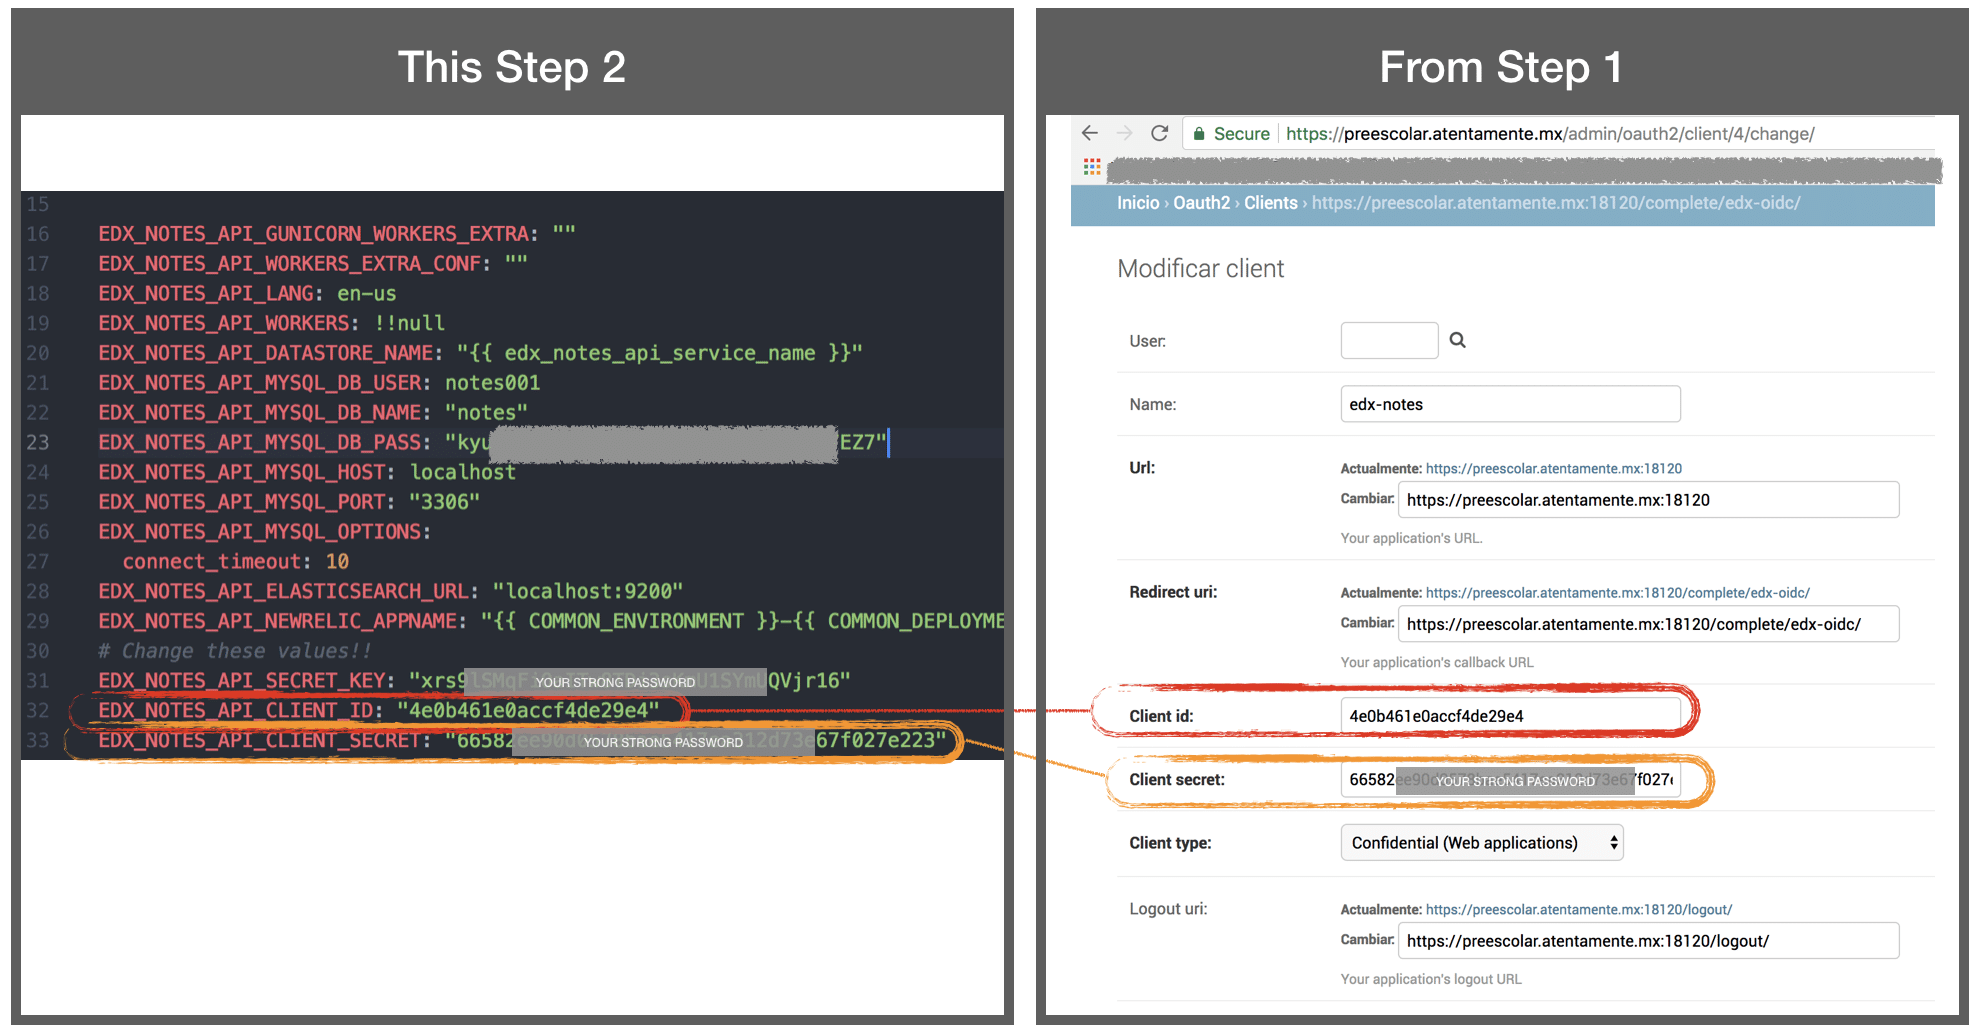 This Step 2
15
16 EDX_NOTES_API_GUNICORN_WORKERS_EXTRA: ""
17 EDX_NOTES_API_WORKERS_EXTRA_CONF: ""
18 EDX_NOTES_API_LANG: en-us
19 EDX_NOTES_API_WORKERS: !!null
20 EDX_NOTES_API_DATASTORE_NAME: "{{ edx_notes_api_service_name }}"
21 EDX_NOTES_API_MYSQL_DB_USER: notes001
22 EDX_NOTES_API_MYSQL_DB_NAME: "notes"
23 EDX_NOTES_API_MYSQL_DB_PASS: "kyu EZ7"
24 EDX_NOTES_API_MYSQL_HOST: localhost
25 EDX_NOTES_API_MYSQL_PORT: "3306"
26 EDX_NOTES_API_MYSQL_OPTIONS:
27 connect_timeout: 10
28 EDX_NOTES_API_ELASTICSEARCH_URL: "localhost:9200"
29 EDX_NOTES_API_NEWRELIC_APPNAME: "{{ COMMON_ENVIRONMENT }}-{{ COMMON_DEPLOYME
30 # Change these values!!
31 EDX_NOTES_API_SECRET_KEY: "xrs9 YOUR STRONG PASSWORD QVjr16"
32 EDX_NOTES_API_CLIENT_ID: "4e0b461e0accf4de29e4"
33 EDX_NOTES_API_CLIENT_SECRET: "66582 YOUR STRONG PASSWORD 67f027e223"
From Step 1
Secure https://preescolar.atentamente.mx/admin/oauth2/client/4/change/
Inicio › Oauth2 › Clients › https://preescolar.atentamente.mx:18120/complete/edx-oidc/
Modificar client
User:
Name: edx-notes
Url: Actualmente: https://preescolar.atentamente.mx:18120
Cambiar: https://preescolar.atentamente.mx:18120
Your application's URL.
Redirect uri: Actualmente: https://preescolar.atentamente.mx:18120/complete/edx-oidc/
Cambiar: https://preescolar.atentamente.mx:18120/complete/edx-oidc/
Your application's callback URL
Client id: 4e0b461e0accf4de29e4
Client secret: 66582 YOUR STRONG PASSWORD 7f027
Client type: Confidential (Web applications)
Logout uri: Actualmente: https://preescolar.atentamente.mx:18120/logout/
Cambiar: https://preescolar.atentamente.mx:18120/logout/
Your application's logout URL